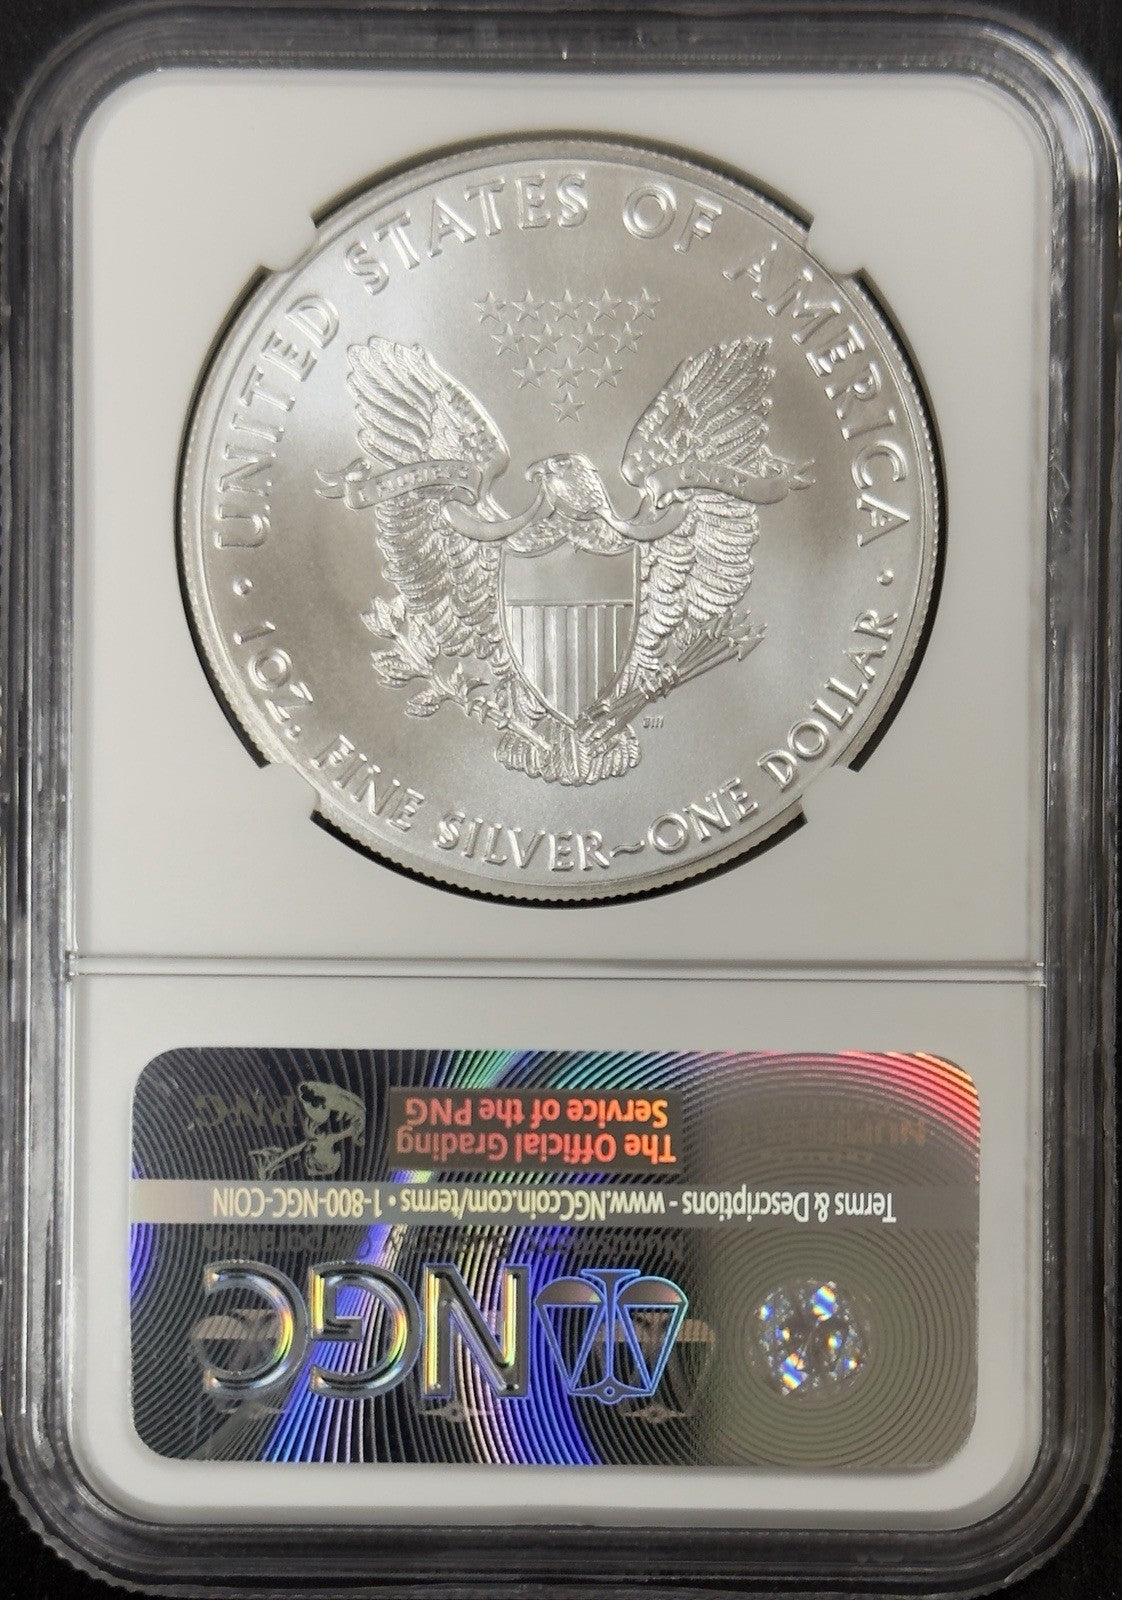 UNITED STATES OF AMERICA
1 OZ. FINE SILVER~ONE DOLLAR
NGC
Terms & Descriptions - www.NGCcoin.com/terms • 1-800-NGC-COIN
The Official Grading
Service of the PNG
PNG